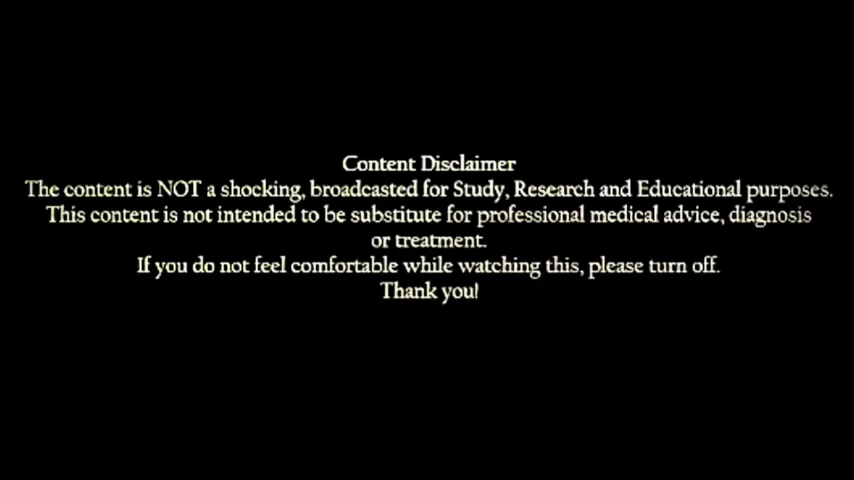 Content Disclaimer
The content is NOT a shocking, broadcasted for Study, Research and Educational purposes.
This content is not intended to be substitute for professional medical advice, diagnosis
or treatment.
If you do not feel comfortable while watching this, please turn off.
Thank you!